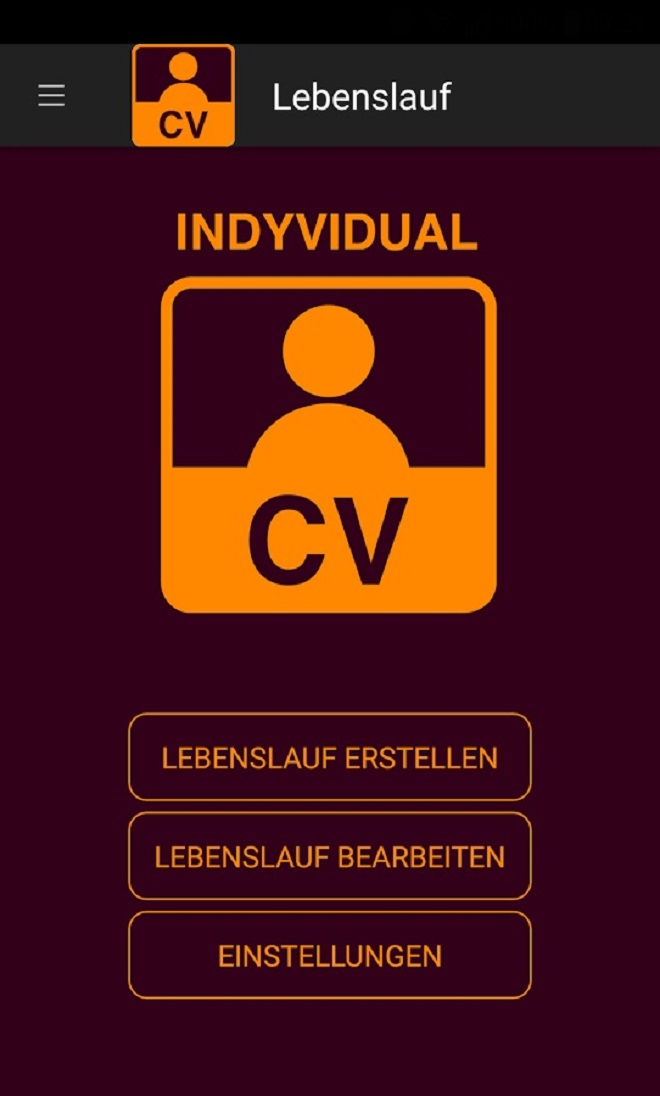 CV
Lebenslauf
INDYVIDUAL
CV
LEBENSLAUF ERSTELLEN
LEBENSLAUF BEARBEITEN
EINSTELLUNGEN